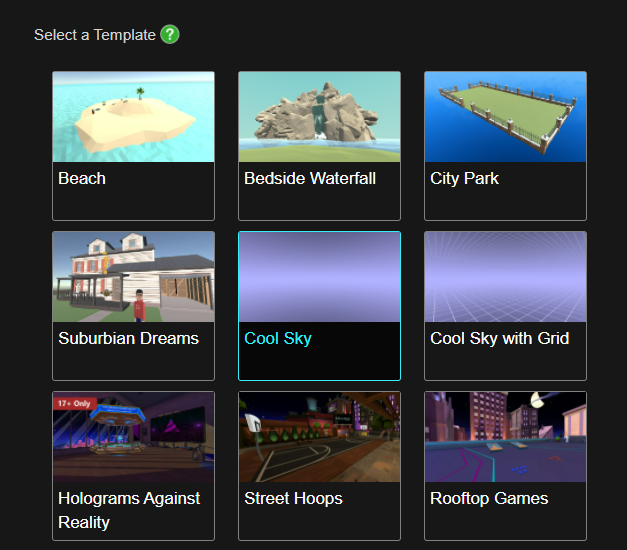 Select a Template ?
Beach
Bedside Waterfall
City Park
Suburbian Dreams
Cool Sky
Cool Sky with Grid
17+ Only
Holograms Against
Reality
Street Hoops
Rooftop Games